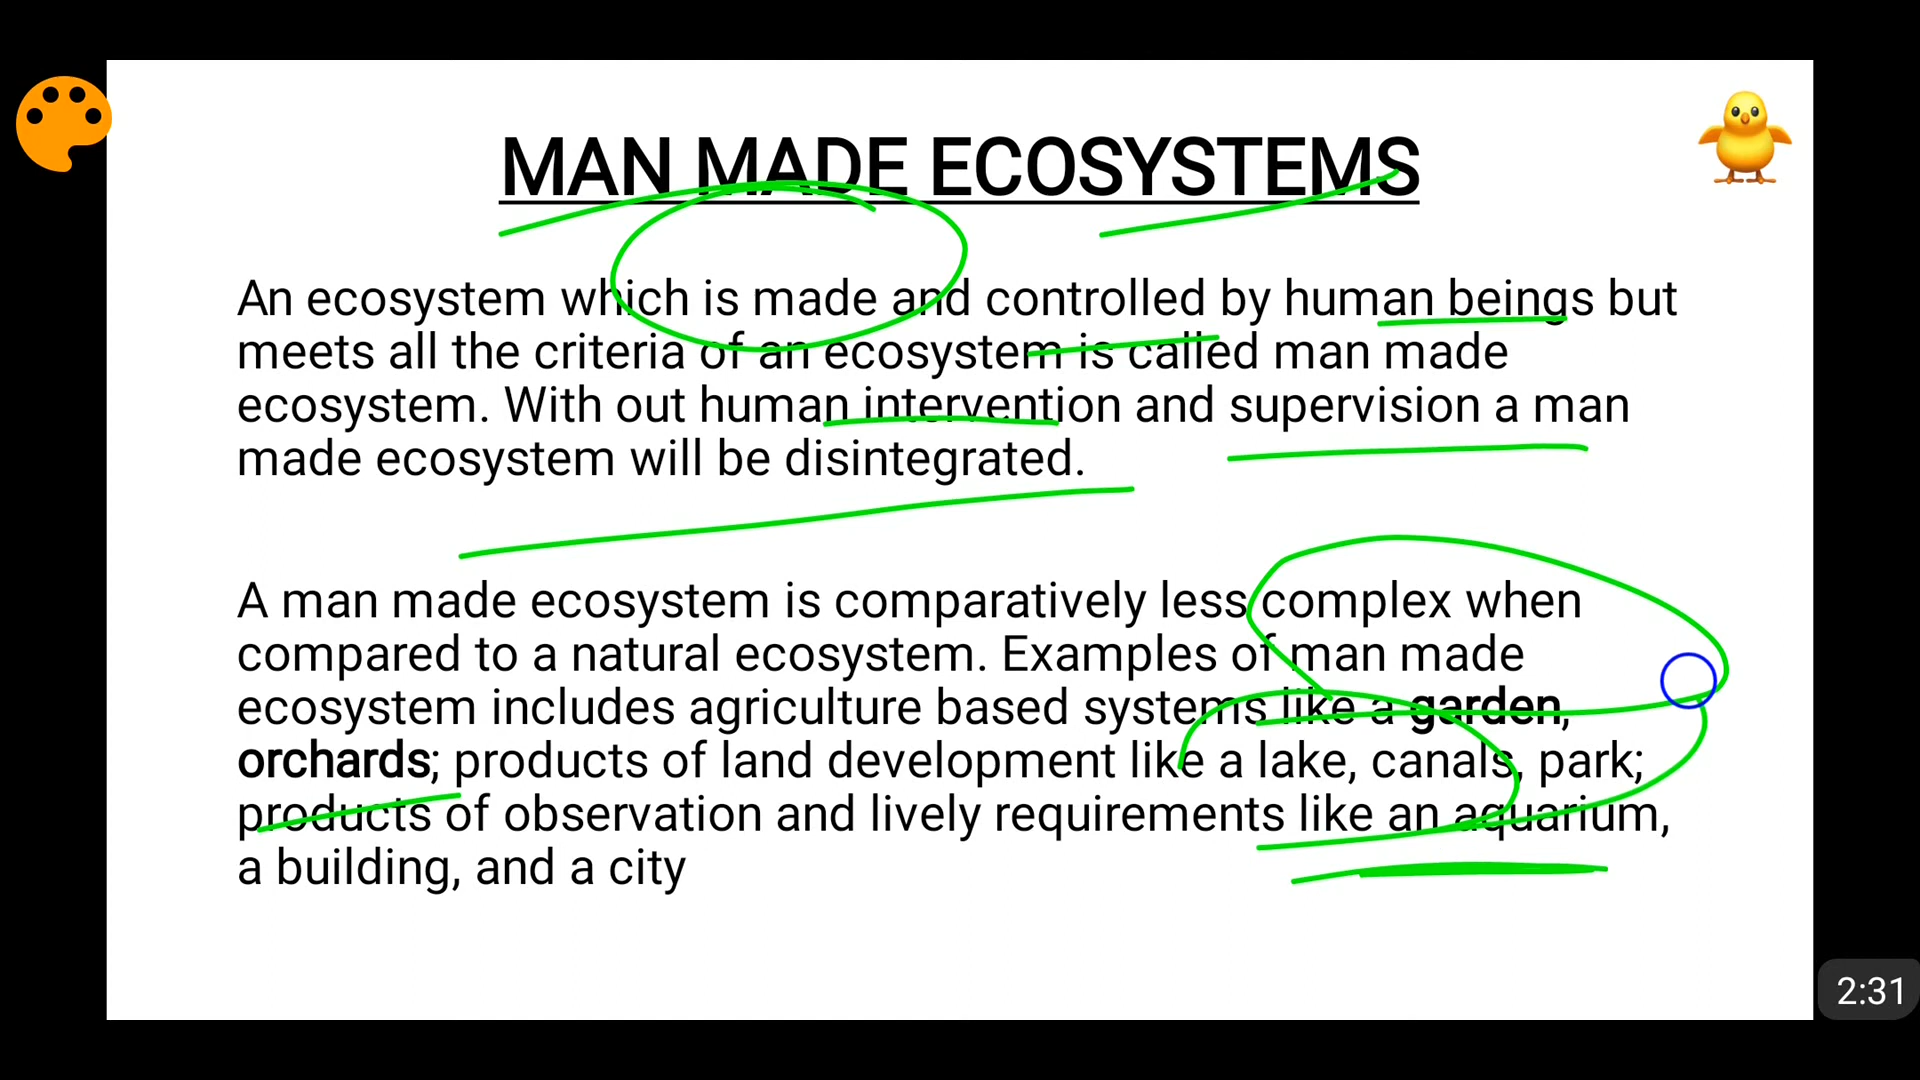 MAN MADE ECOSYSTEMS
An ecosystem which is made and controlled by human beings but
meets all the criteria of an ecosystem is called man made
ecosystem. With out human intervention and supervision a man
made ecosystem will be disintegrated.
A man made ecosystem is comparatively less complex when
compared to a natural ecosystem. Examples of man made
ecosystem includes agriculture based systems like a garden,
orchards; products of land development like a lake, canals, park;
products of observation and lively requirements like an aquarium,
a building, and a city
2:31